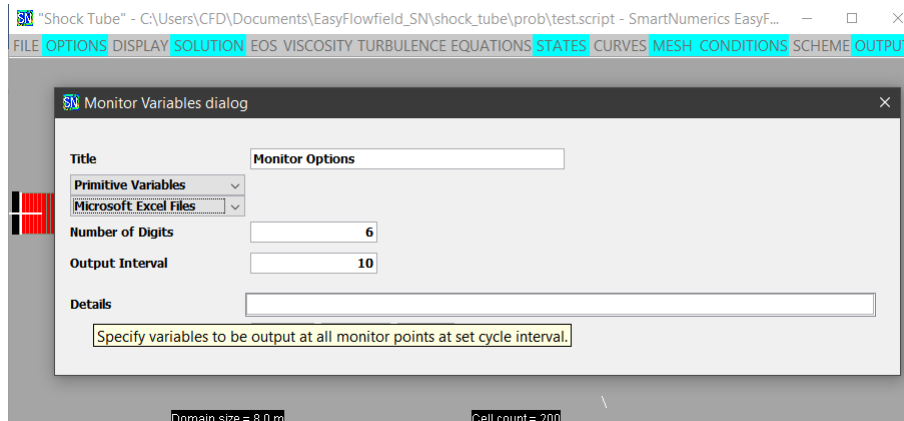 "Shock Tube" - C:\Users\CFD\Documents\EasyFlowfield_SN\shock_tube\prob\test.script - SmartNumerics EasyF...
FILE OPTIONS DISPLAY SOLUTION EOS VISCOSITY TURBULENCE EQUATIONS STATES CURVES MESH CONDITIONS SCHEME OUTPU
SN Monitor Variables dialog
Title Monitor Options
Primitive Variables
Microsoft Excel Files
Number of Digits 6
Output Interval 10
Details
Specify variables to be output at all monitor points at set cycle interval.
Domain size = 8.0 m Cell count = 200